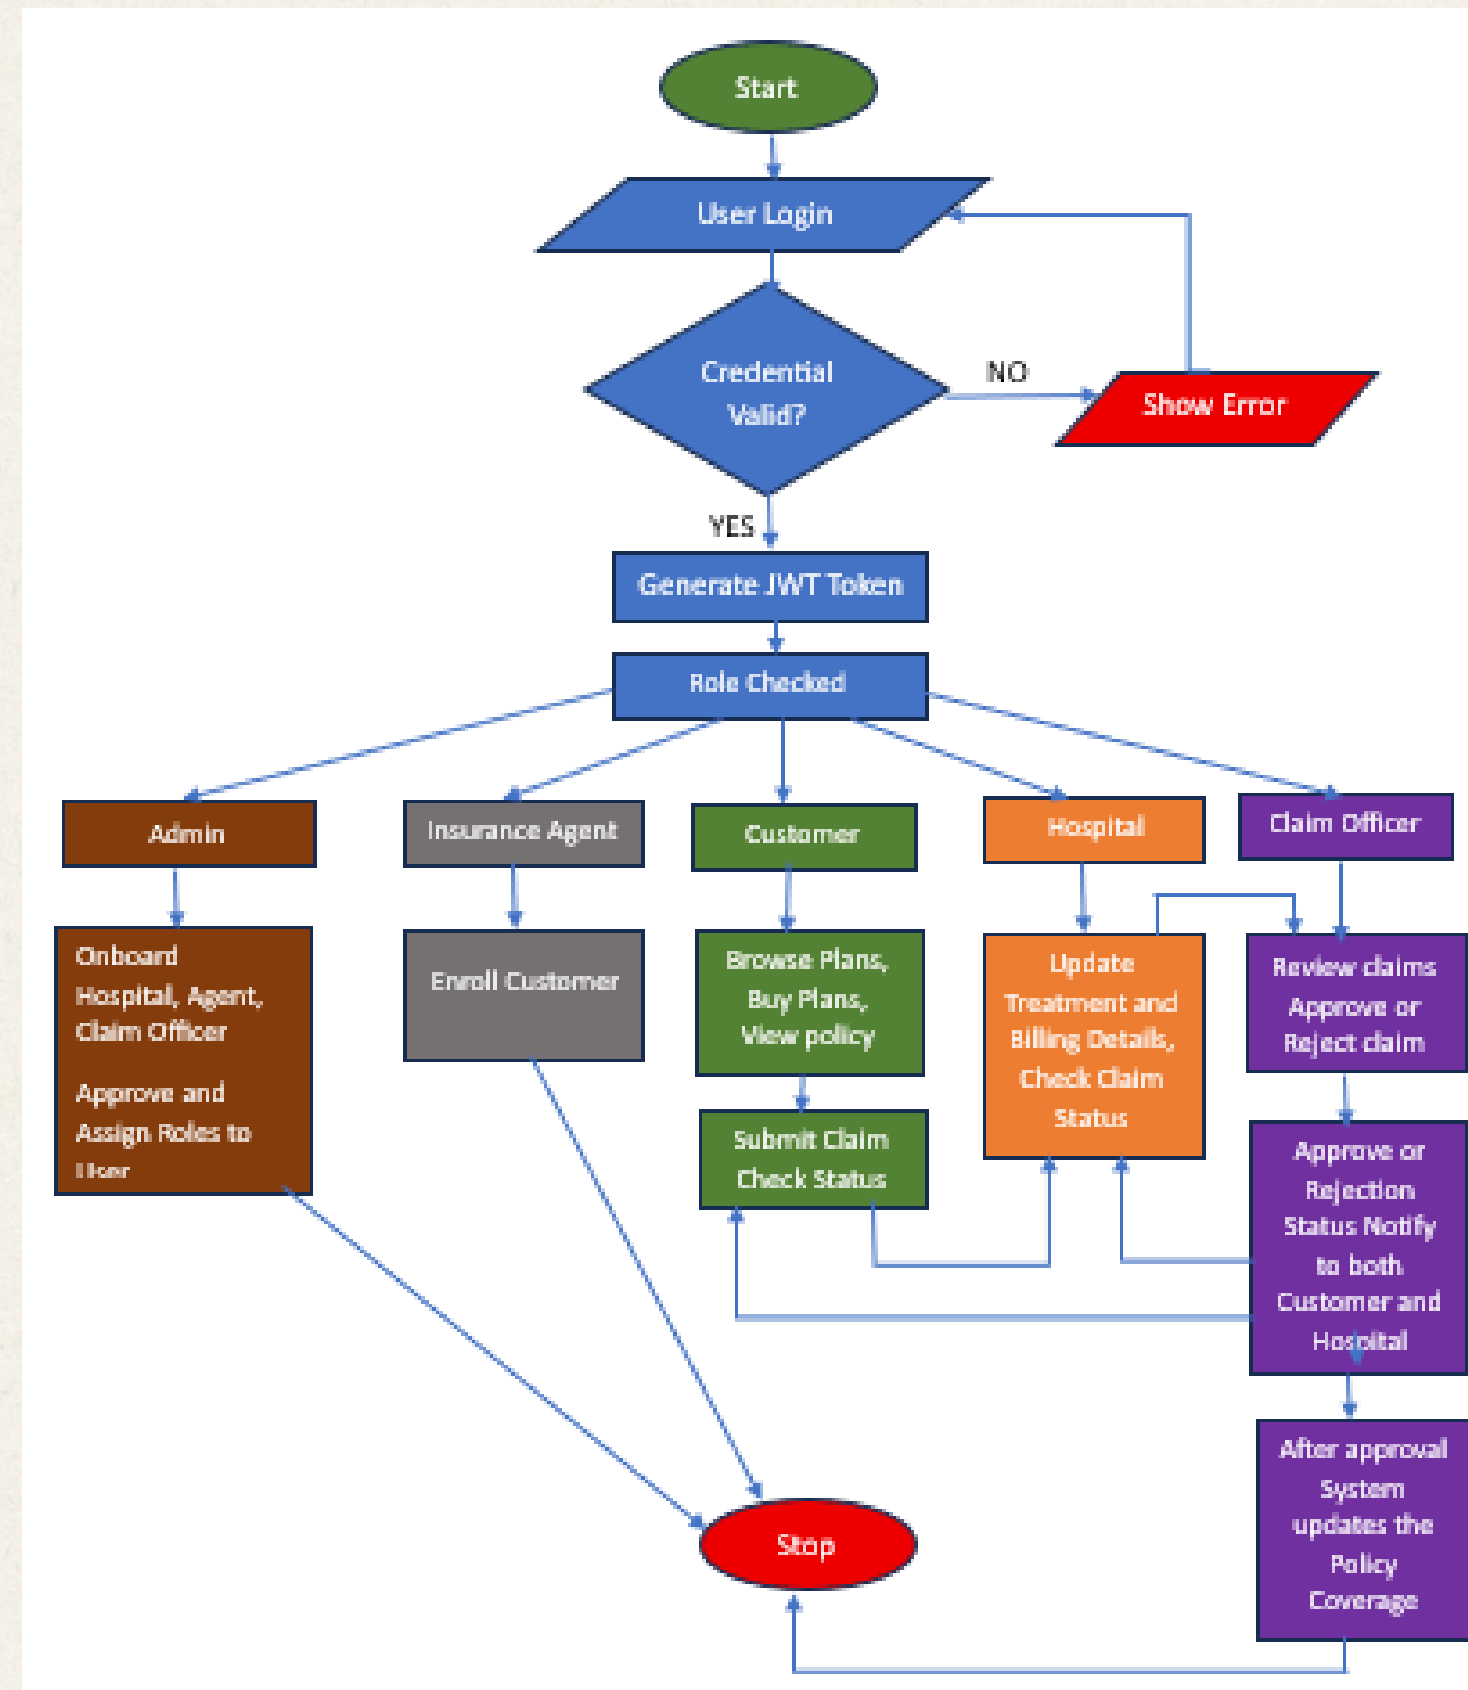 Start
User Login
Credential
Valid?
NO
Show Error
YES
Generate JWT Token
Role Checked
Admin
Insurance Agent
Customer
Hospital
Claim Officer
Onboard
Hospital, Agent,
Claim Officer
Approve and
Assign Roles to
User
Enroll Customer
Browse Plans,
Buy Plans,
View policy
Submit Claim
Check Status
Update
Treatment and
Billing Details,
Check Claim
Status
Review claims
Approve or
Reject claim
Approve or
Rejection
Status Notify
to both
Customer and
Hospital
After approval
System
updates the
Policy
Coverage
Stop